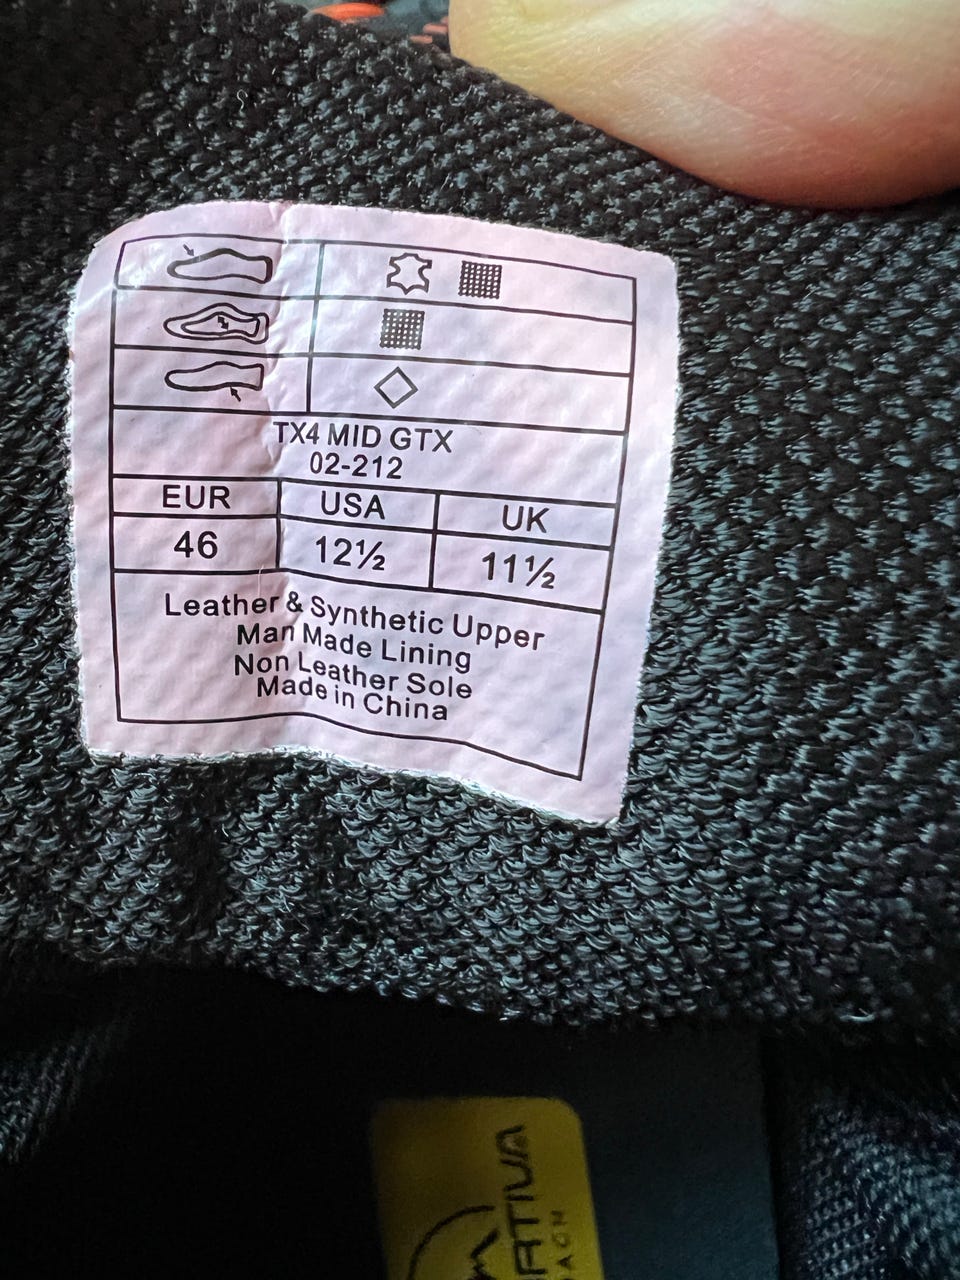 TX4 MID GTX
02-212
EUR USA UK
46 12½ 11½
Leather & Synthetic Upper
Man Made Lining
Non Leather Sole
Made in China